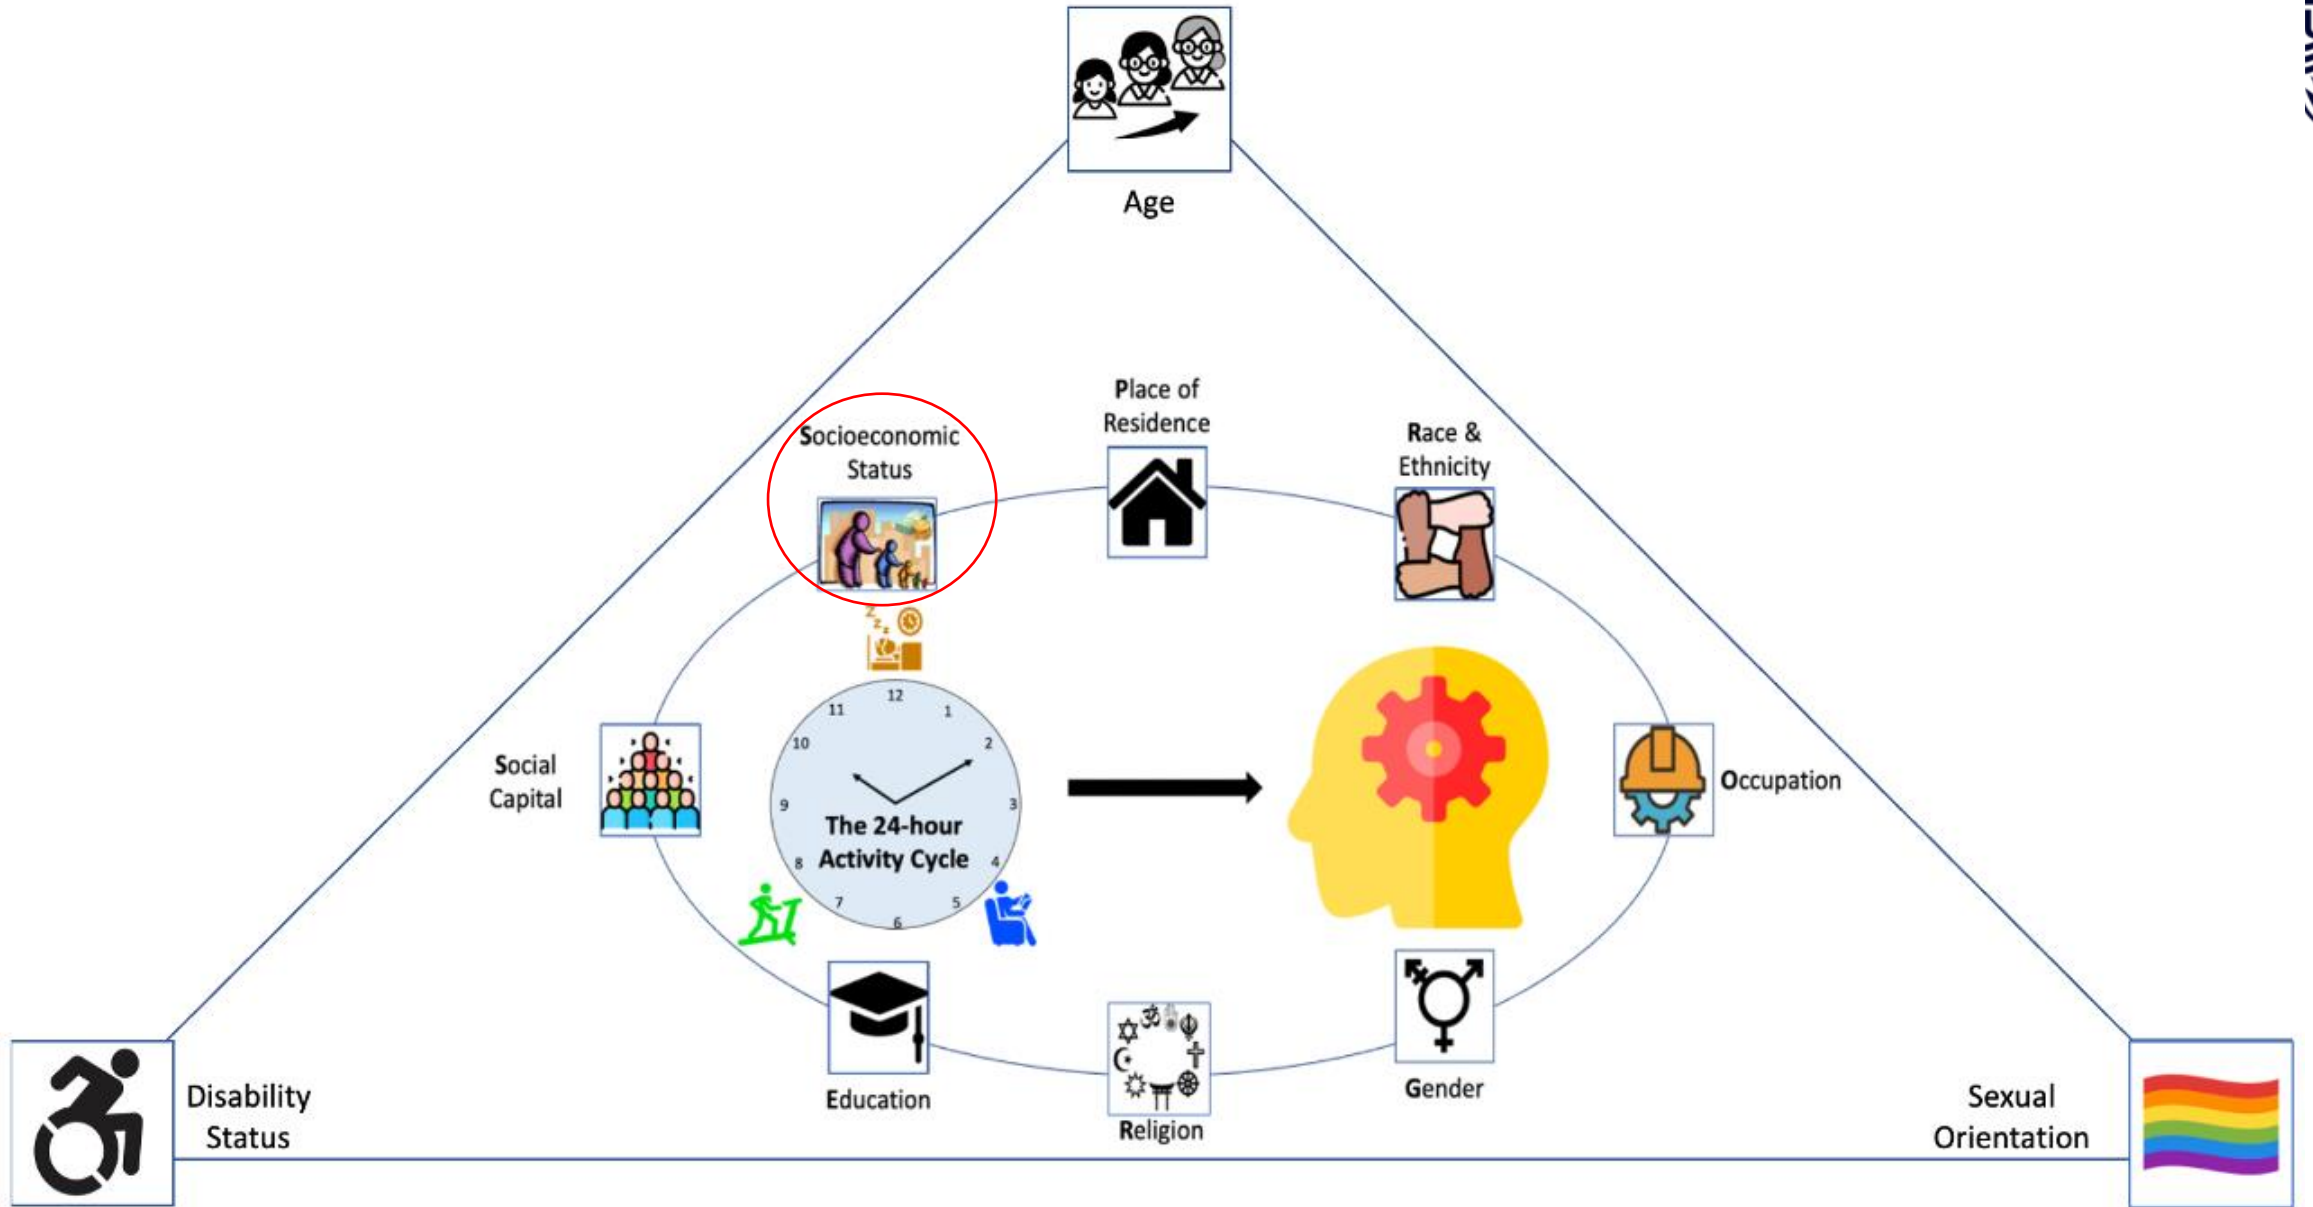 Age
Place of
Residence
Socioeconomic
Status
Race &
Ethnicity
z
z
z
12
11
1
10
2
9
3
The 24-hour
Activity Cycle
8
4
7
5
6
Social
Capital
Occupation
Education
Religion
Gender
Disability
Status
Sexual
Orientation